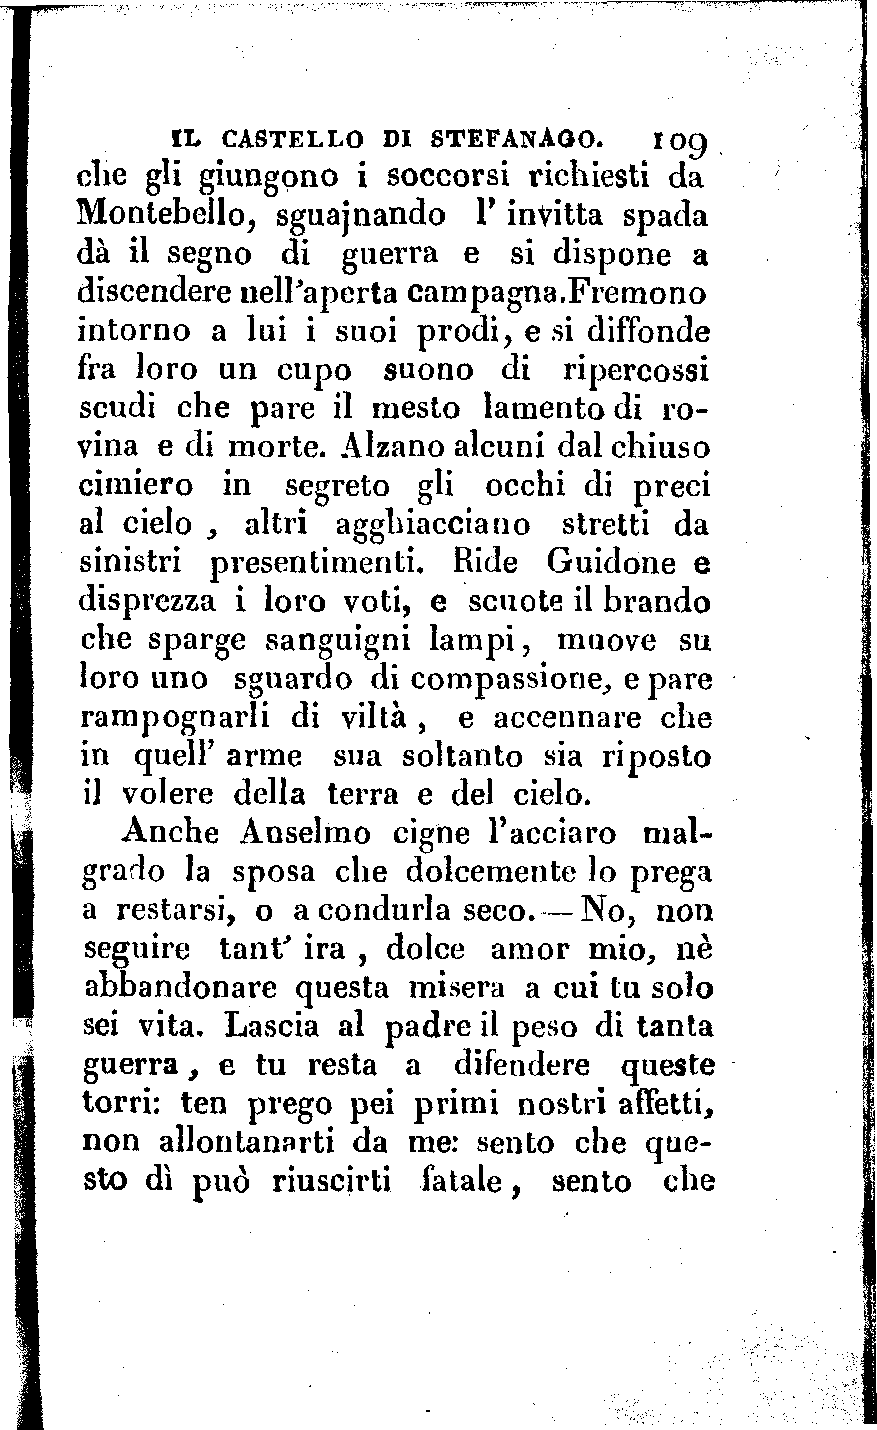 IL CASTELLO DI STEFANAGO. 109
che gli giungono i soccorsi richiesti da
Montebello, sguajnando l' invitta spada
dà il segno di guerra e si dispone a
discendere nell'aperta campagna.Fremono
intorno a lui i suoi prodi, e si diffonde
fra loro un cupo suono di ripercossi
scudi che pare il mesto lamento di ro-
vina e di morte. Alzano alcuni dal chiuso
cimiero in segreto gli occhi di preci
al cielo , altri agghiacciano stretti da
sinistri presentimenti. Ride Guidone e
disprezza i loro voti, e scuote il brando
che sparge sanguigni lampi, muove su
loro uno sguardo di compassione, e pare
rampognarli di viltà , e accennare che
in quell' arme sua soltanto sia riposto
il volere della terra e del cielo.
Anche Anselmo cigne l'acciaro mal-
grado la sposa che dolcemente lo prega
a restarsi, o a condurla seco. — No, non
seguire tant' ira , dolce amor mio, nè
abbandonare questa misera a cui tu solo
sei vita. Lascia al padre il peso di tanta
guerra , e tu resta a difendere queste
torri: ten prego pei primi nostri affetti,
non allontanarti da me: sento che que-
sto dì può riuscirti fatale , sento che